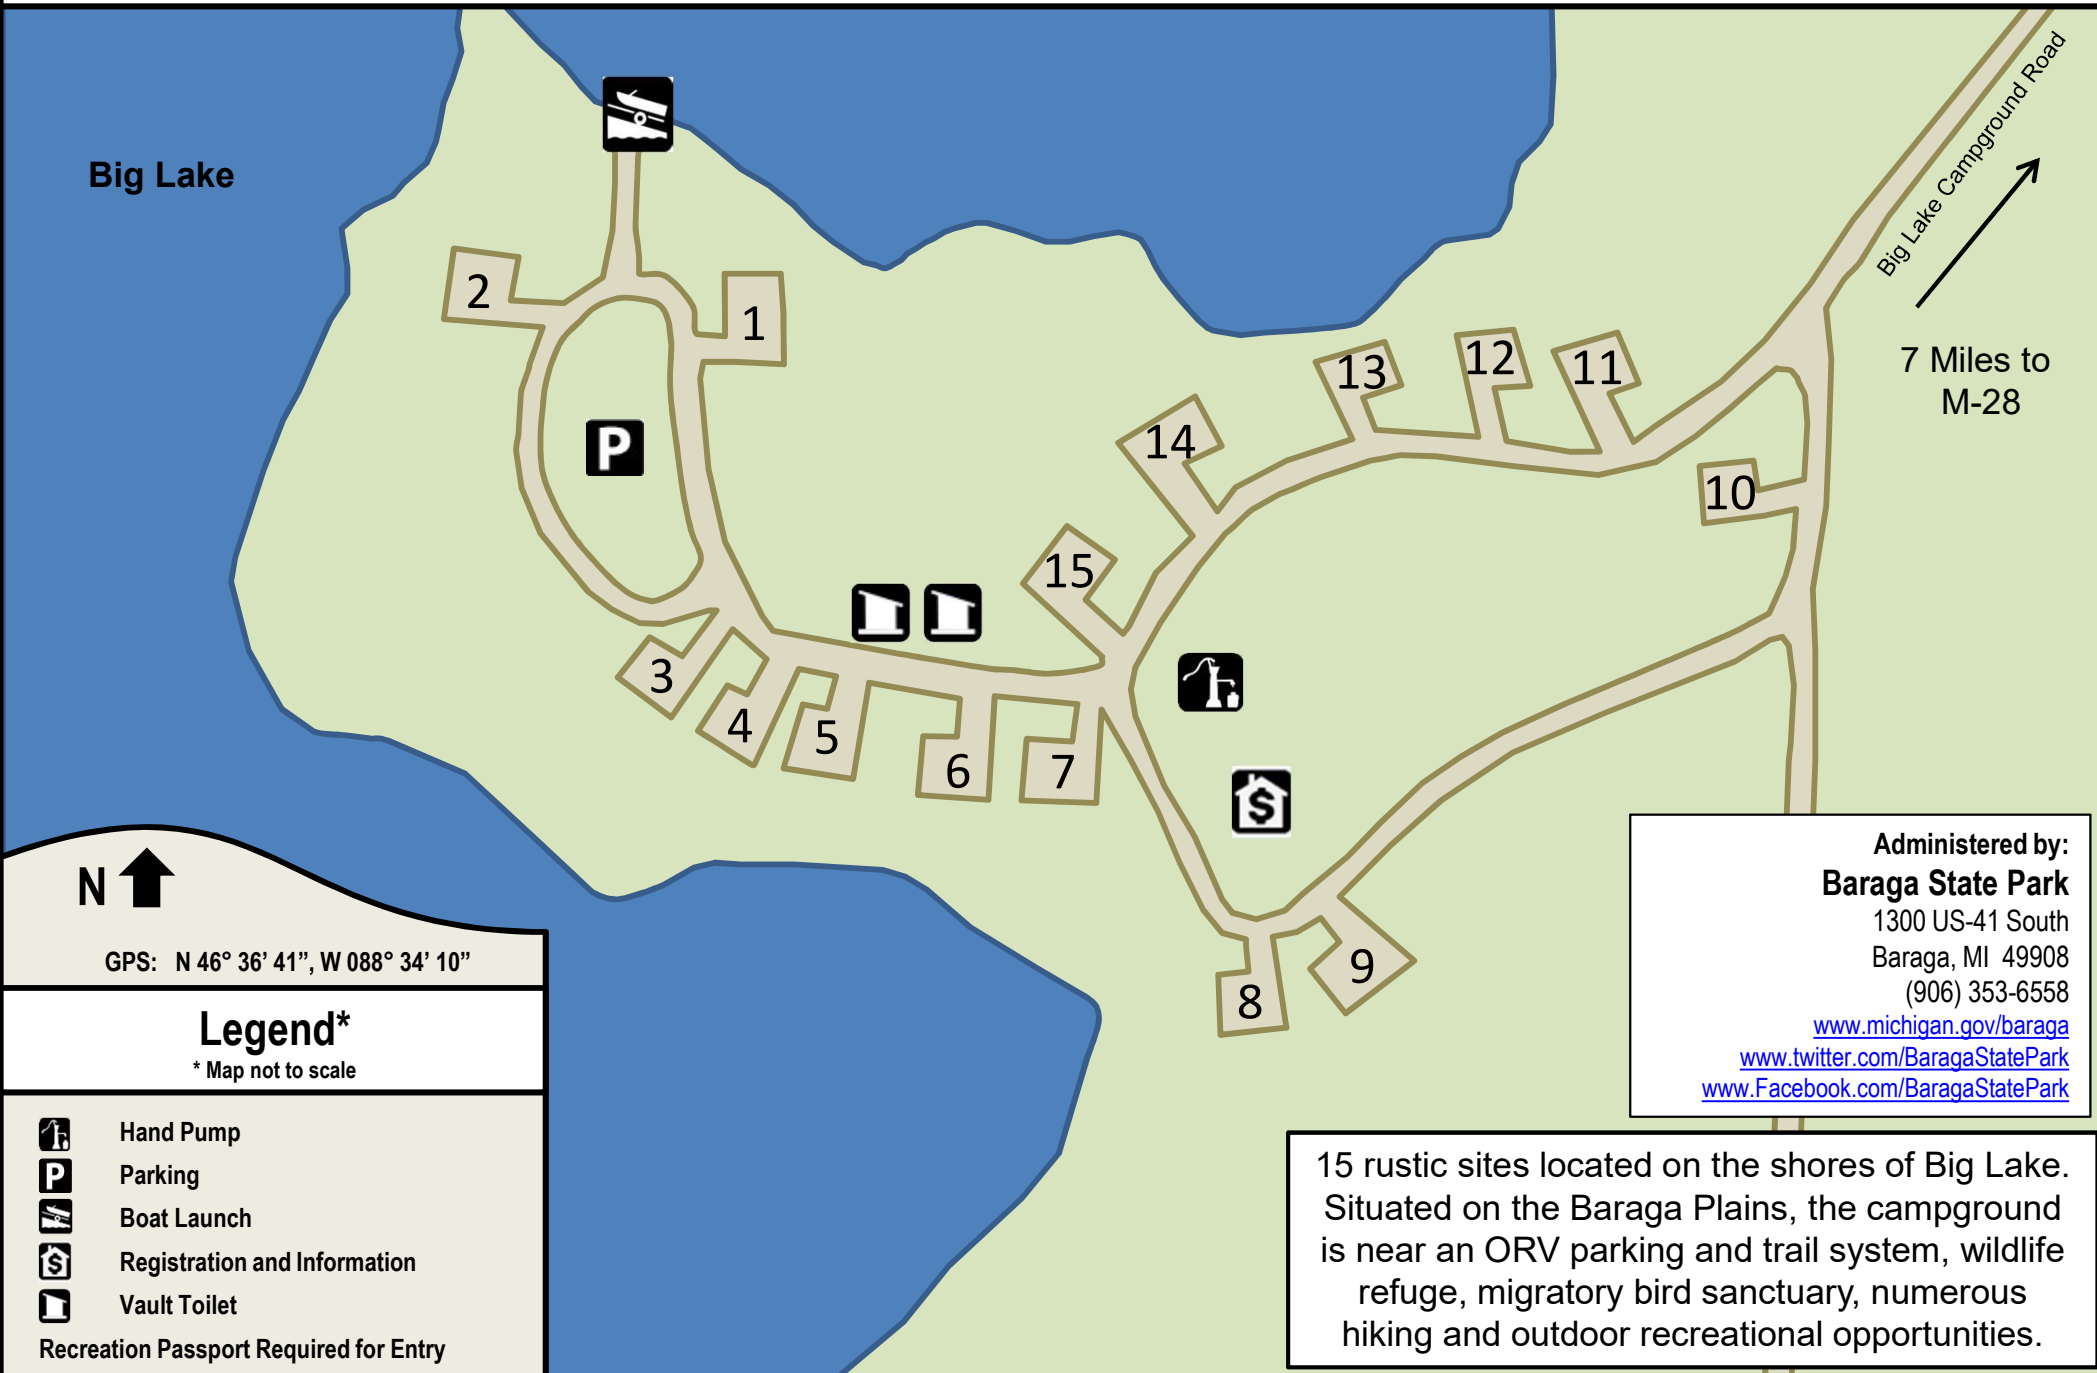 Big Lake
Big Lake Campground Road
7 Miles to
M-28
2
1
P
13
12
11
14
10
15
3
4
5
6
7
8
9
N
GPS: N 46° 36’ 41”, W 088° 34’ 10”
Legend*
* Map not to scale
Hand Pump
P Parking
Boat Launch
$ Registration and Information
Vault Toilet
Recreation Passport Required for Entry
$
Administered by:
Baraga State Park
1300 US-41 South
Baraga, MI 49908
(906) 353-6558
www.michigan.gov/baraga
www.twitter.com/BaragaStatePark
www.Facebook.com/BaragaStatePark
15 rustic sites located on the shores of Big Lake.
Situated on the Baraga Plains, the campground
is near an ORV parking and trail system, wildlife
refuge, migratory bird sanctuary, numerous
hiking and outdoor recreational opportunities.